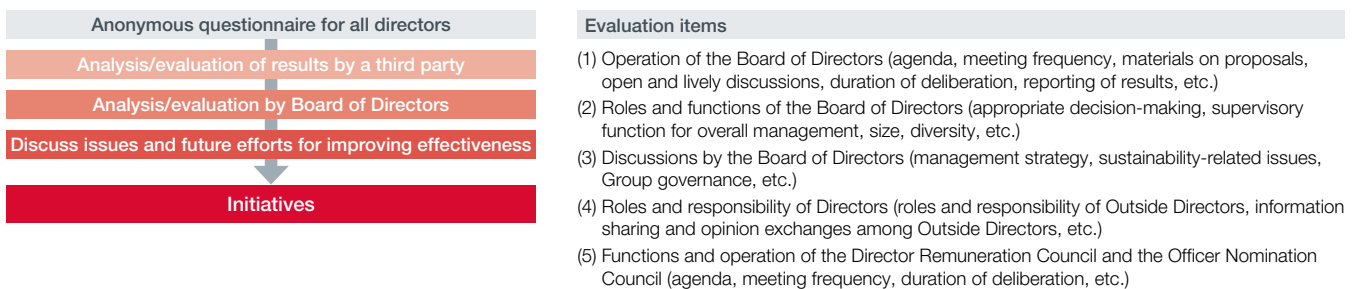 Anonymous questionnaire for all directors
Analysis/evaluation of results by a third party
Analysis/evaluation by Board of Directors
Discuss issues and future efforts for improving effectiveness
Initiatives
Evaluation items
(1) Operation of the Board of Directors (agenda, meeting frequency, materials on proposals,
open and lively discussions, duration of deliberation, reporting of results, etc.)
(2) Roles and functions of the Board of Directors (appropriate decision-making, supervisory
function for overall management, size, diversity, etc.)
(3) Discussions by the Board of Directors (management strategy, sustainability-related issues,
Group governance, etc.)
(4) Roles and responsibility of Directors (roles and responsibility of Outside Directors, information
sharing and opinion exchanges among Outside Directors, etc.)
(5) Functions and operation of the Director Remuneration Council and the Officer Nomination
Council (agenda, meeting frequency, duration of deliberation, etc.)